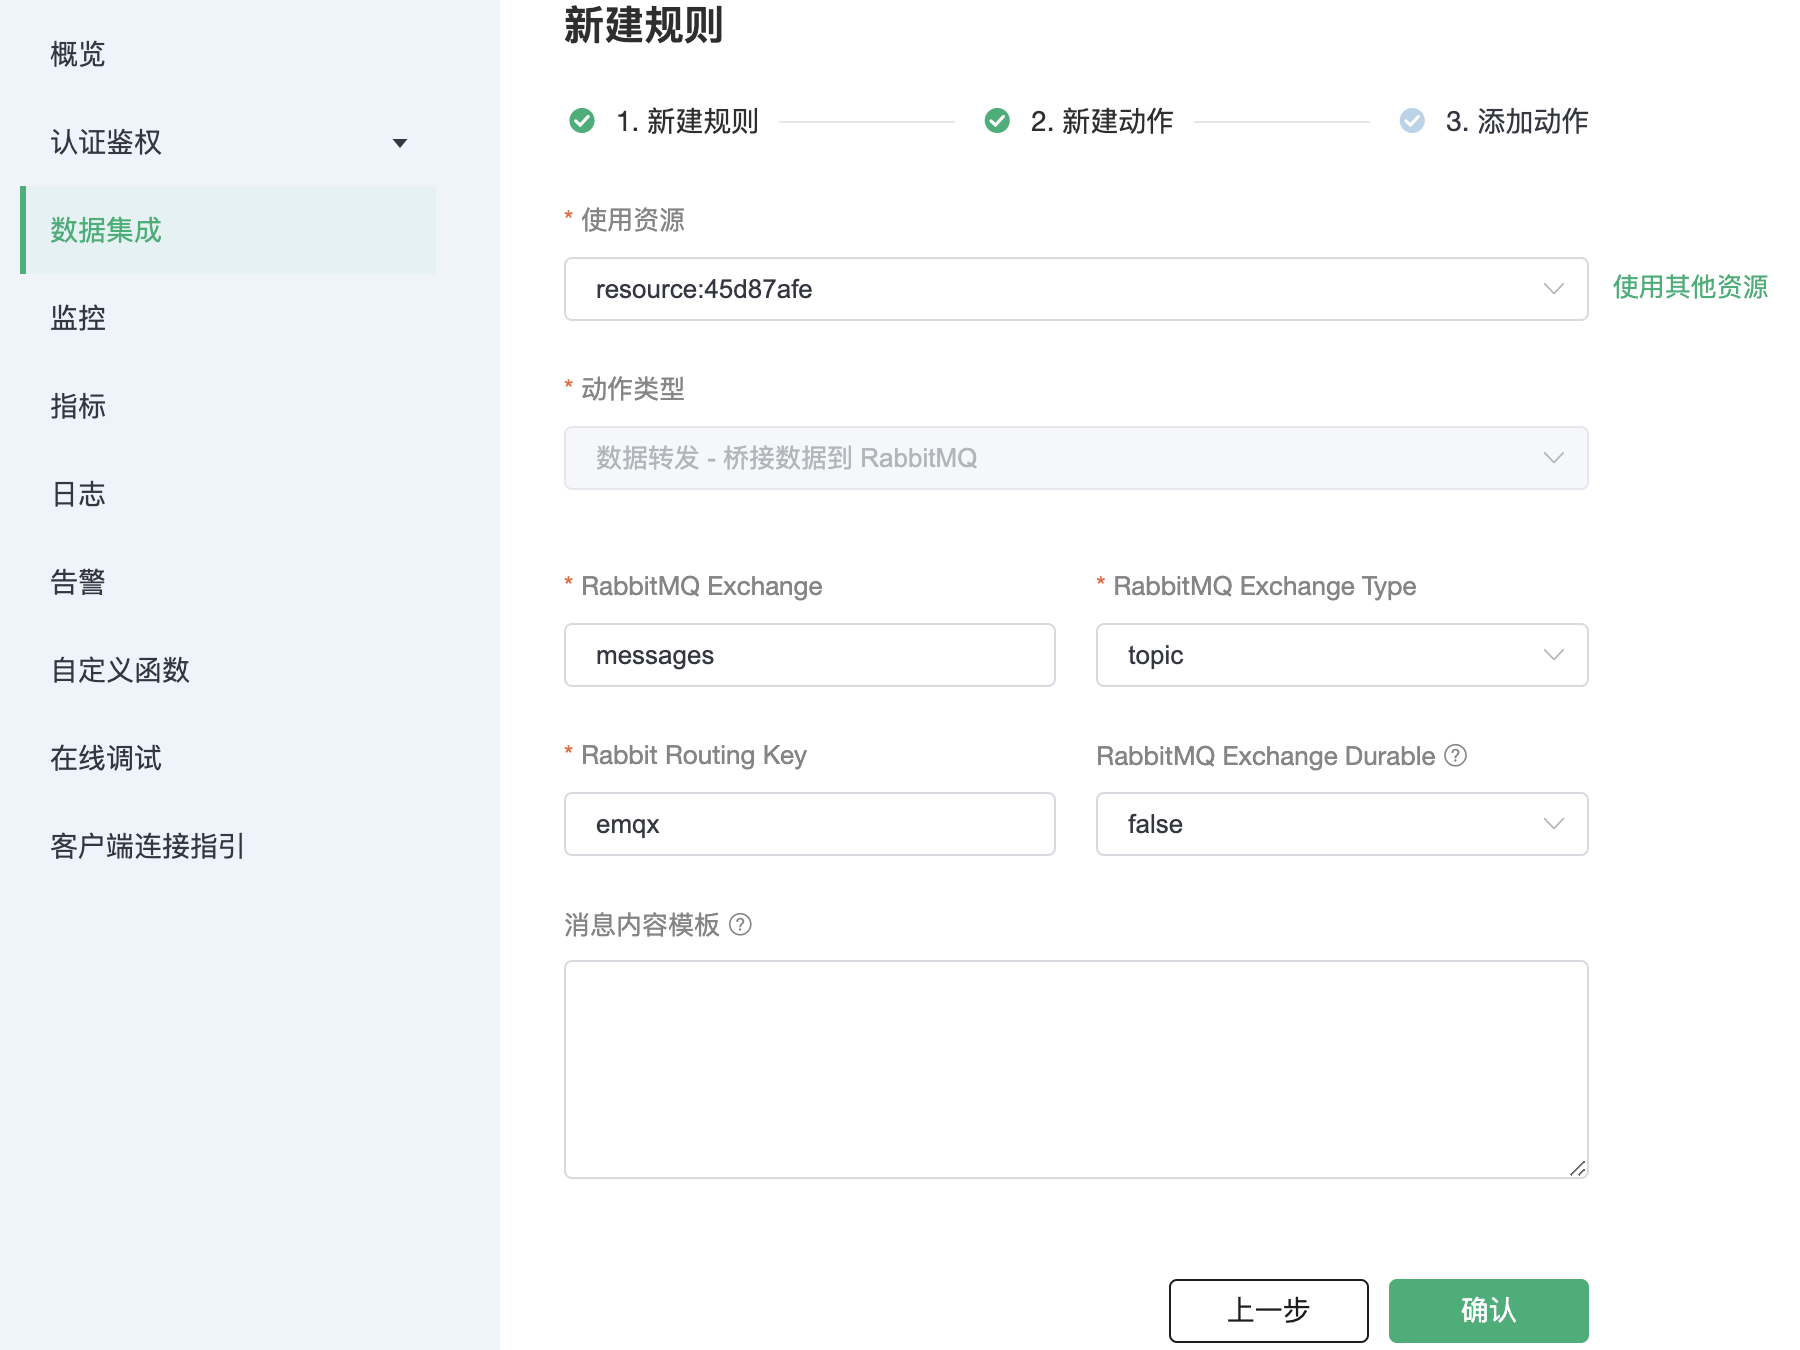 概览
认证鉴权
数据集成
监控
指标
日志
告警
自定义函数
在线调试
客户端连接指引
新建规则
1. 新建规则
2. 新建动作
3. 添加动作
* 使用资源
resource:45d87afe
使用其他资源
* 动作类型
数据转发 - 桥接数据到 RabbitMQ
* RabbitMQ Exchange
* RabbitMQ Exchange Type
messages
topic
* Rabbit Routing Key
RabbitMQ Exchange Durable ?
emqx
false
消息内容模板 ?
上一步
确认